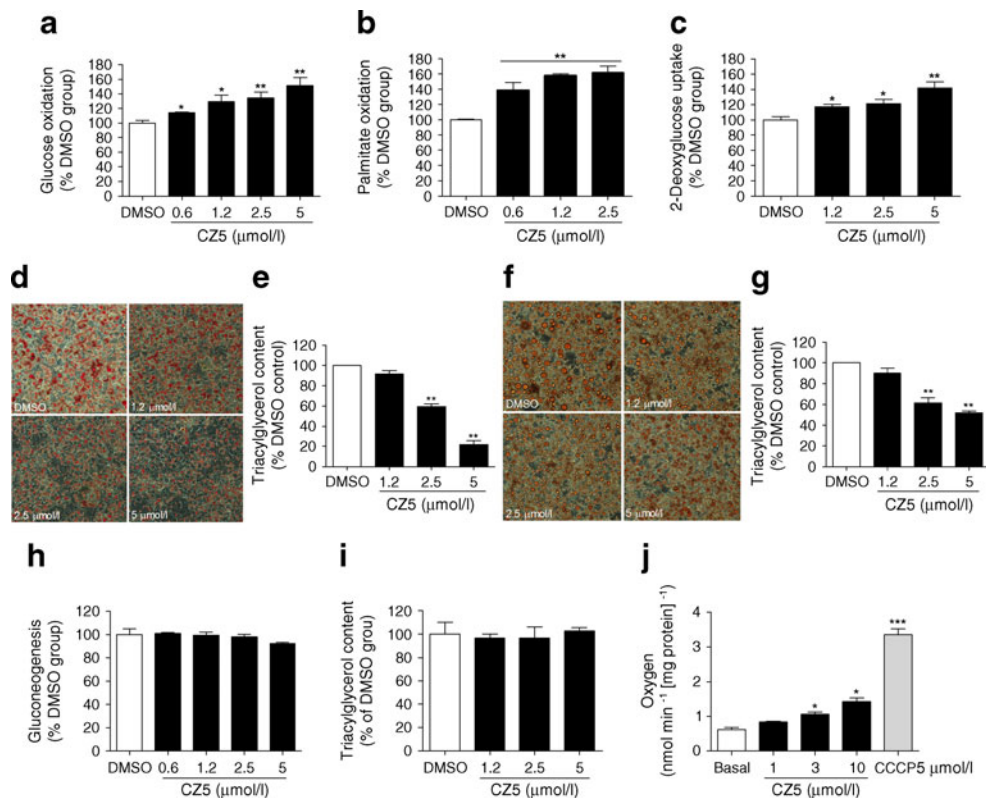 a
Glucose oxidation
(% DMSO group)
180
160
140
120
100
80
60
40
20
0
*
*
**
**
DMSO
0.6
1.2
2.5
5
CZ5 (μmol/l)
b
Palmitate oxidation
(% DMSO group)
180
160
140
120
100
80
60
40
20
0
**
DMSO
0.6
1.2
2.5
CZ5 (μmol/l)
c
2-Deoxyglucose uptake
(% DMSO group)
180
160
140
120
100
80
60
40
20
0
*
*
**
DMSO
1.2
2.5
5
CZ5 (μmol/l)
d
DMSO
1.2 μmol/l
2.5 μmol/l
5 μmol/l
e
Triacylglycerol content
(% DMSO control)
120
100
80
60
40
20
0
**
**
DMSO
1.2
2.5
5
CZ5 (μmol/l)
f
DMSO
1.2 μmol/l
2.5 μmol/l
5 μmol/l
g
Triacylglycerol content
(% DMSO control
120
100
80
60
40
20
0
**
**
DMSO
1.2
2.5
5
CZ5 (μmol/l)
h
Gluconeogenesis
(% DMSO group)
120
100
80
60
40
20
0
DMSO
0.6
1.2
2.5
5
CZ5 (μmol/l)
i
Triacylglycerol content
(% of DMSO grou)
120
100
80
60
40
20
0
DMSO
1.2
2.5
5
CZ5 (μmol/l)
j
Oxygen
(nmol min⁻¹ [mg protein]⁻¹)
4
3
2
1
0
*
*
***
Basal
1
3
10
CCCP5 μmol/l
CZ5 (μmol/l)